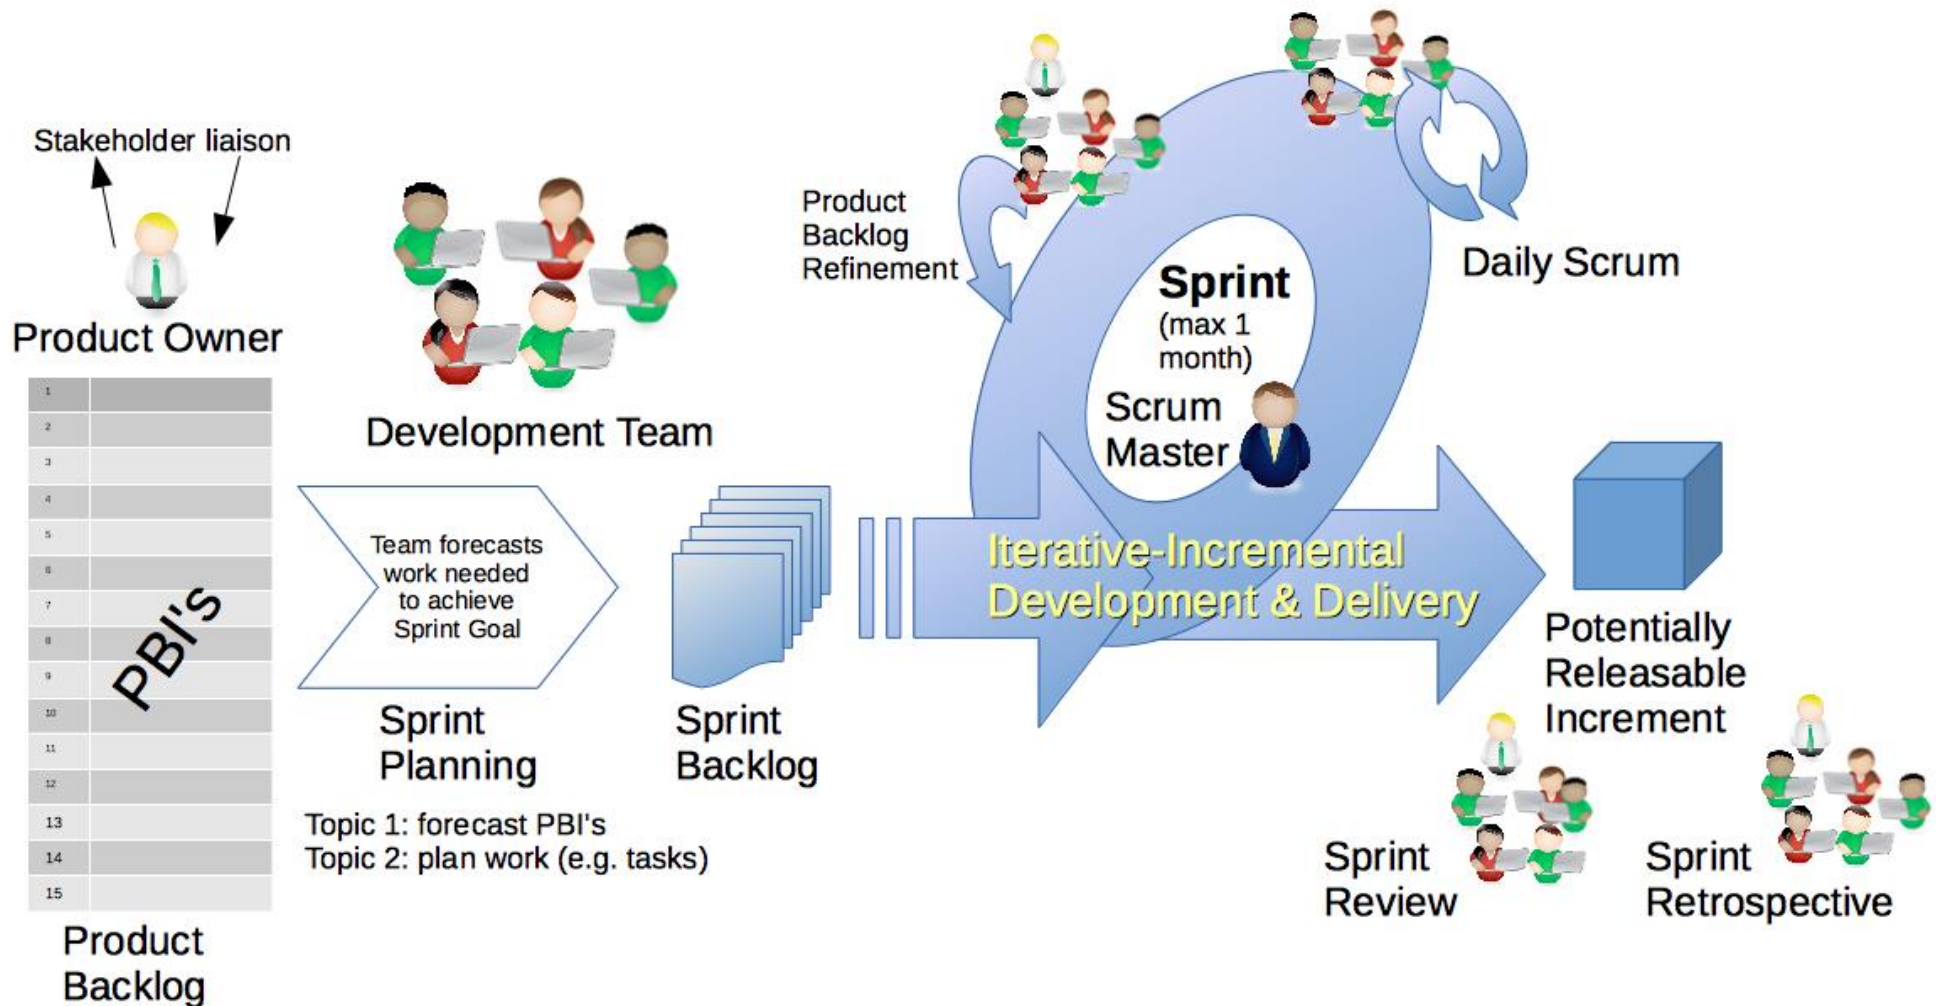 Stakeholder liaison
Product Owner
1
2
3
4
5
6
7
8
9
10
11
12
13
14
15
PBI's
Product
Backlog
Development Team
Team forecasts
work needed
to achieve
Sprint Goal
Sprint
Planning
Topic 1: forecast PBI's
Topic 2: plan work (e.g. tasks)
Sprint
Backlog
Product
Backlog
Refinement
Sprint
(max 1
month)
Scrum
Master
Daily Scrum
Iterative-Incremental
Development & Delivery
Potentially
Releasable
Increment
Sprint
Review
Sprint
Retrospective